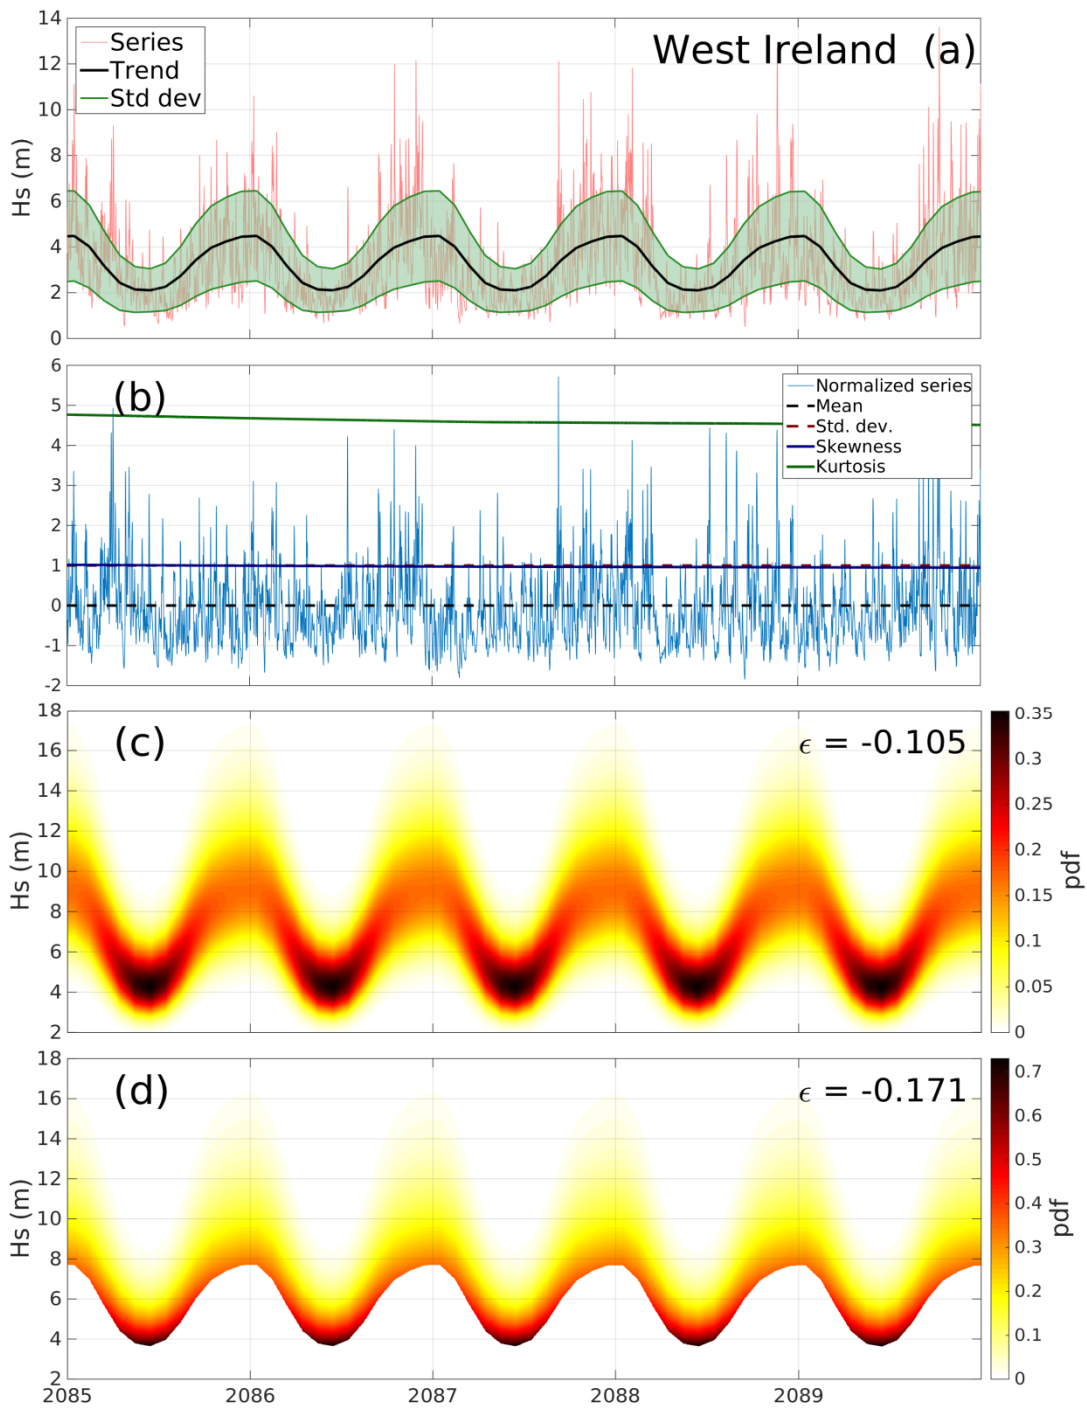 14
12
10
8
6
4
2
0
Hs (m)
Series
Trend
Std dev
West Ireland (a)
6
5
4
3
2
1
0
-1
-2
(b)
Normalized series
Mean
Std. dev.
Skewness
Kurtosis
18
16
14
12
10
8
6
4
2
Hs (m)
(c)
ϵ = -0.105
0.35
0.3
0.25
0.2
0.15
0.1
0.05
0
pdf
18
16
14
12
10
8
6
4
2
Hs (m)
(d)
ϵ = -0.171
0.7
0.6
0.5
0.4
0.3
0.2
0.1
0
pdf
2085 2086 2087 2088 2089